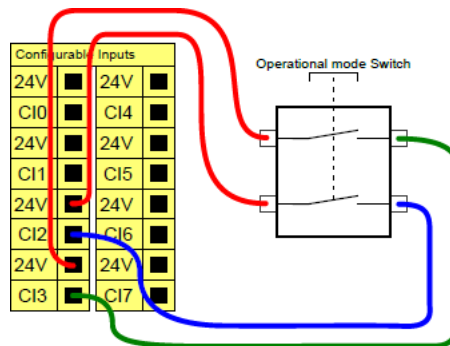 Configurable Inputs
Operational mode Switch
24V 24V
CI0 CI4
24V 24V
CI1 CI5
24V 24V
CI2 CI6
24V 24V
CI3 CI7